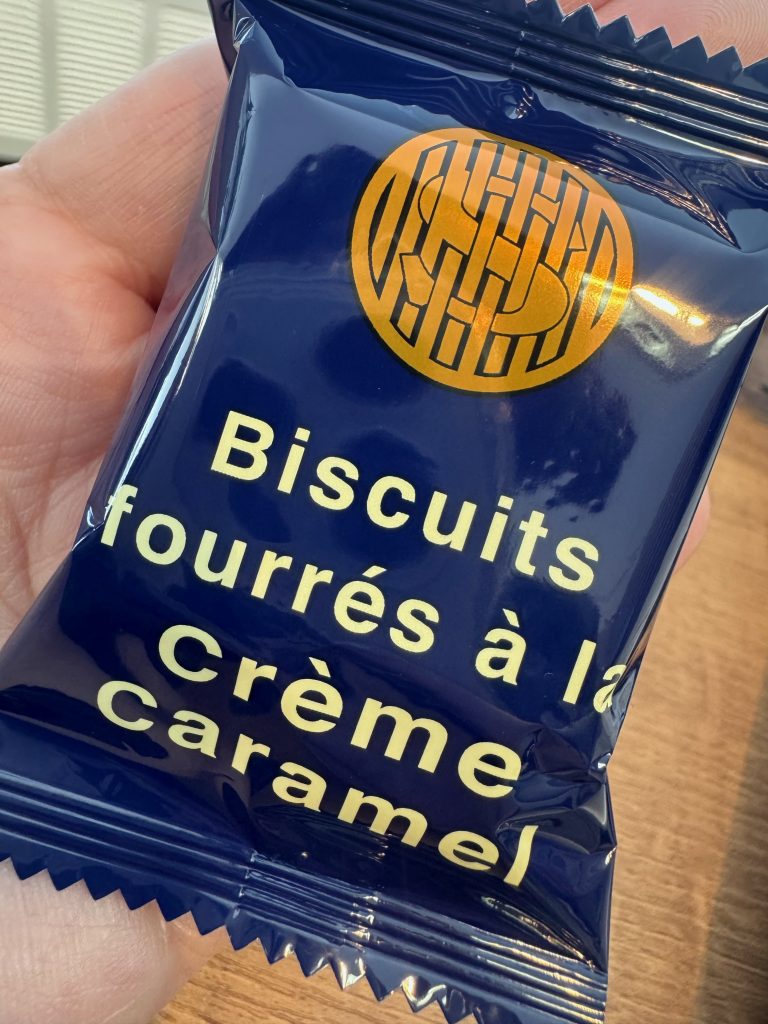 Biscuits
fourrés à la
Crème
caramel